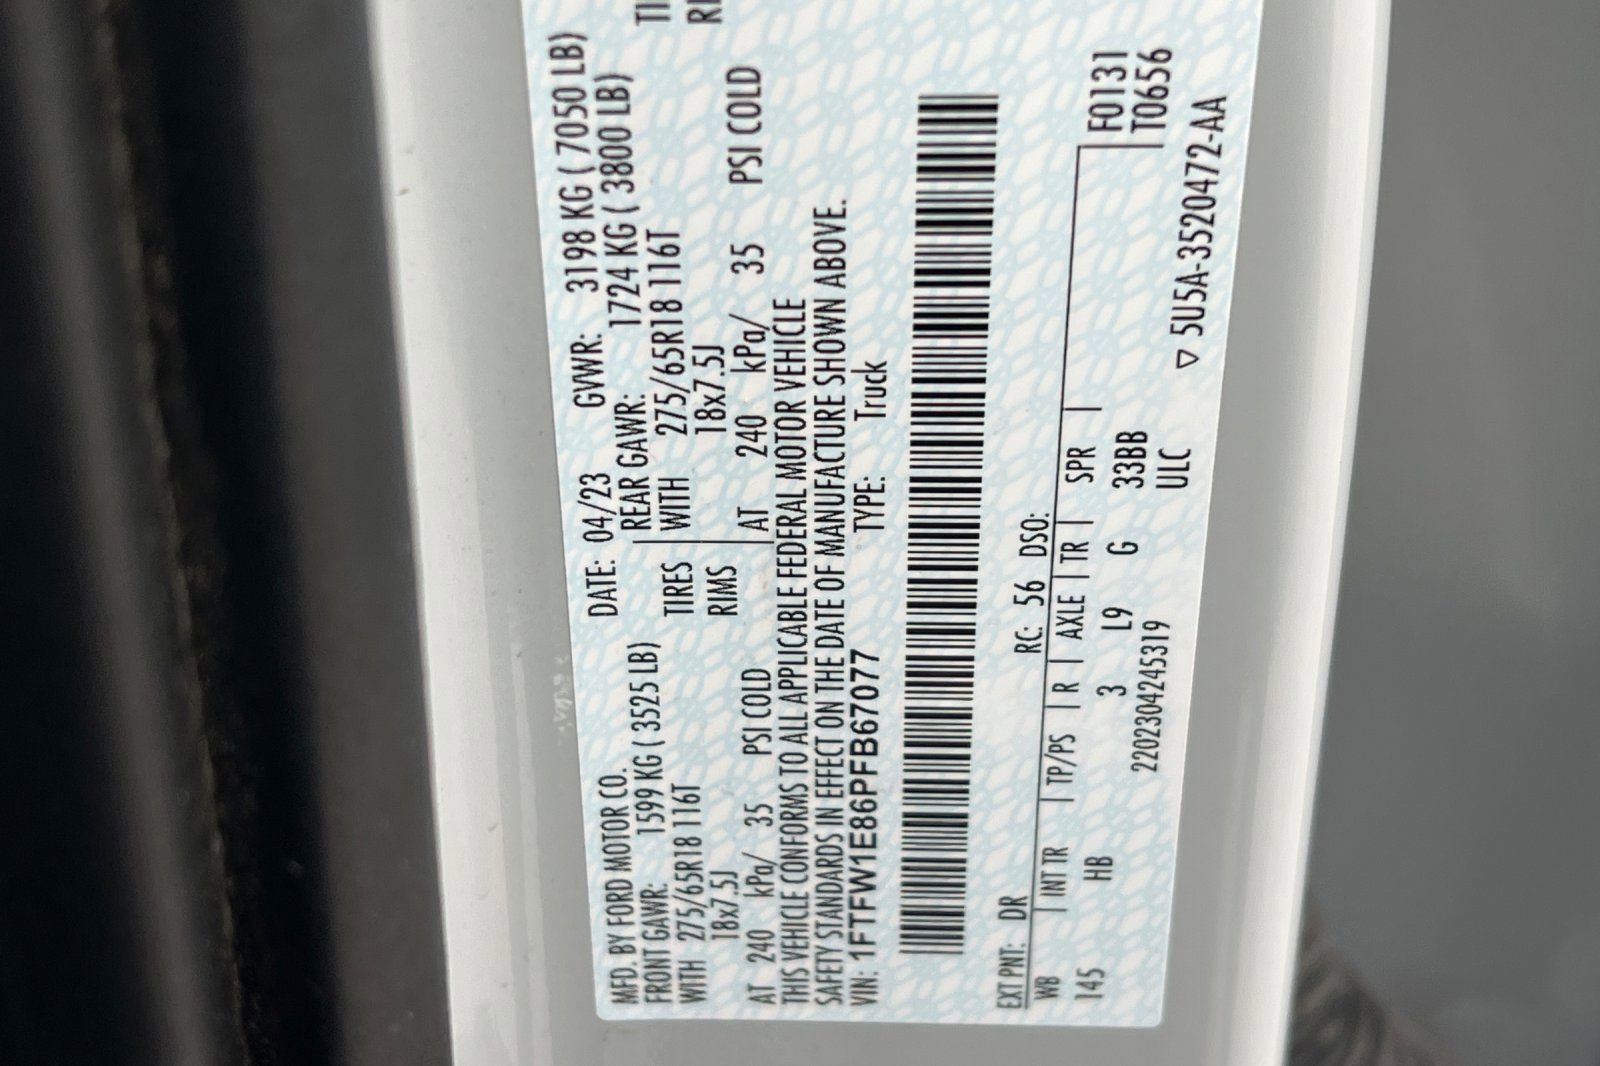 MFD. BY FORD MOTOR CO.
DATE: 04/23 GVWR: 3198 KG ( 7050 LB)
FRONT GAWR: 1599 KG ( 3525 LB)
REAR GAWR: 1724 KG ( 3800 LB)
WITH 275/65R18 116T TIRES WITH 275/65R18 116T
18x7.5J RIMS 18x7.5J
AT 240 kPa/ 35 PSI COLD AT 240 kPa/ 35 PSI COLD
THIS VEHICLE CONFORMS TO ALL APPLICABLE FEDERAL MOTOR VEHICLE
SAFETY STANDARDS IN EFFECT ON THE DATE OF MANUFACTURE SHOWN ABOVE.
VIN: 1FTFW1E86PFB67077 TYPE: Truck
EXT PNT: DR RC: 56 DSO:
F0131
WB INT TR TP/PS R AXLE TR SPR
T0656
145 HB 3 L9 G 33BB
2202304245319 ULC
▽ 5U5A-3520472-AA